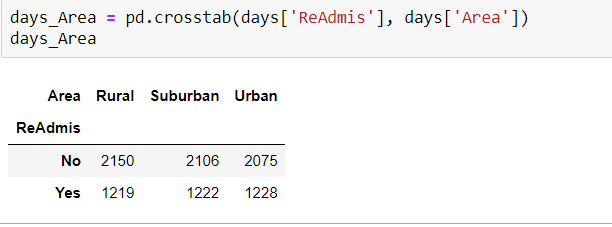 days_Area = pd.crosstab(days['ReAdmis'], days['Area'])
days_Area
Area Rural Suburban Urban
ReAdmis
No 2150 2106 2075
Yes 1219 1222 1228